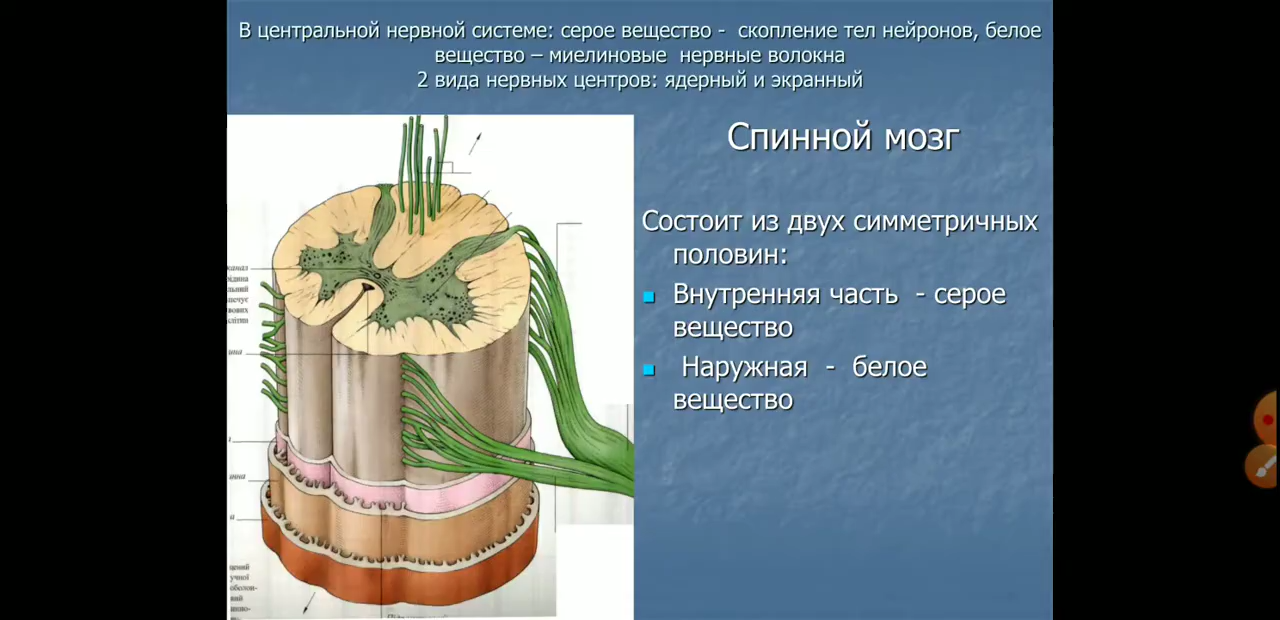 В центральной нервной системе: серое вещество - скопление тел нейронов, белое
вещество – миелиновые нервные волокна
2 вида нервных центров: ядерный и экранный
Спинной мозг
Состоит из двух симметричных
половин:
Внутренняя часть - серое
вещество
Наружная - белое
вещество
канал